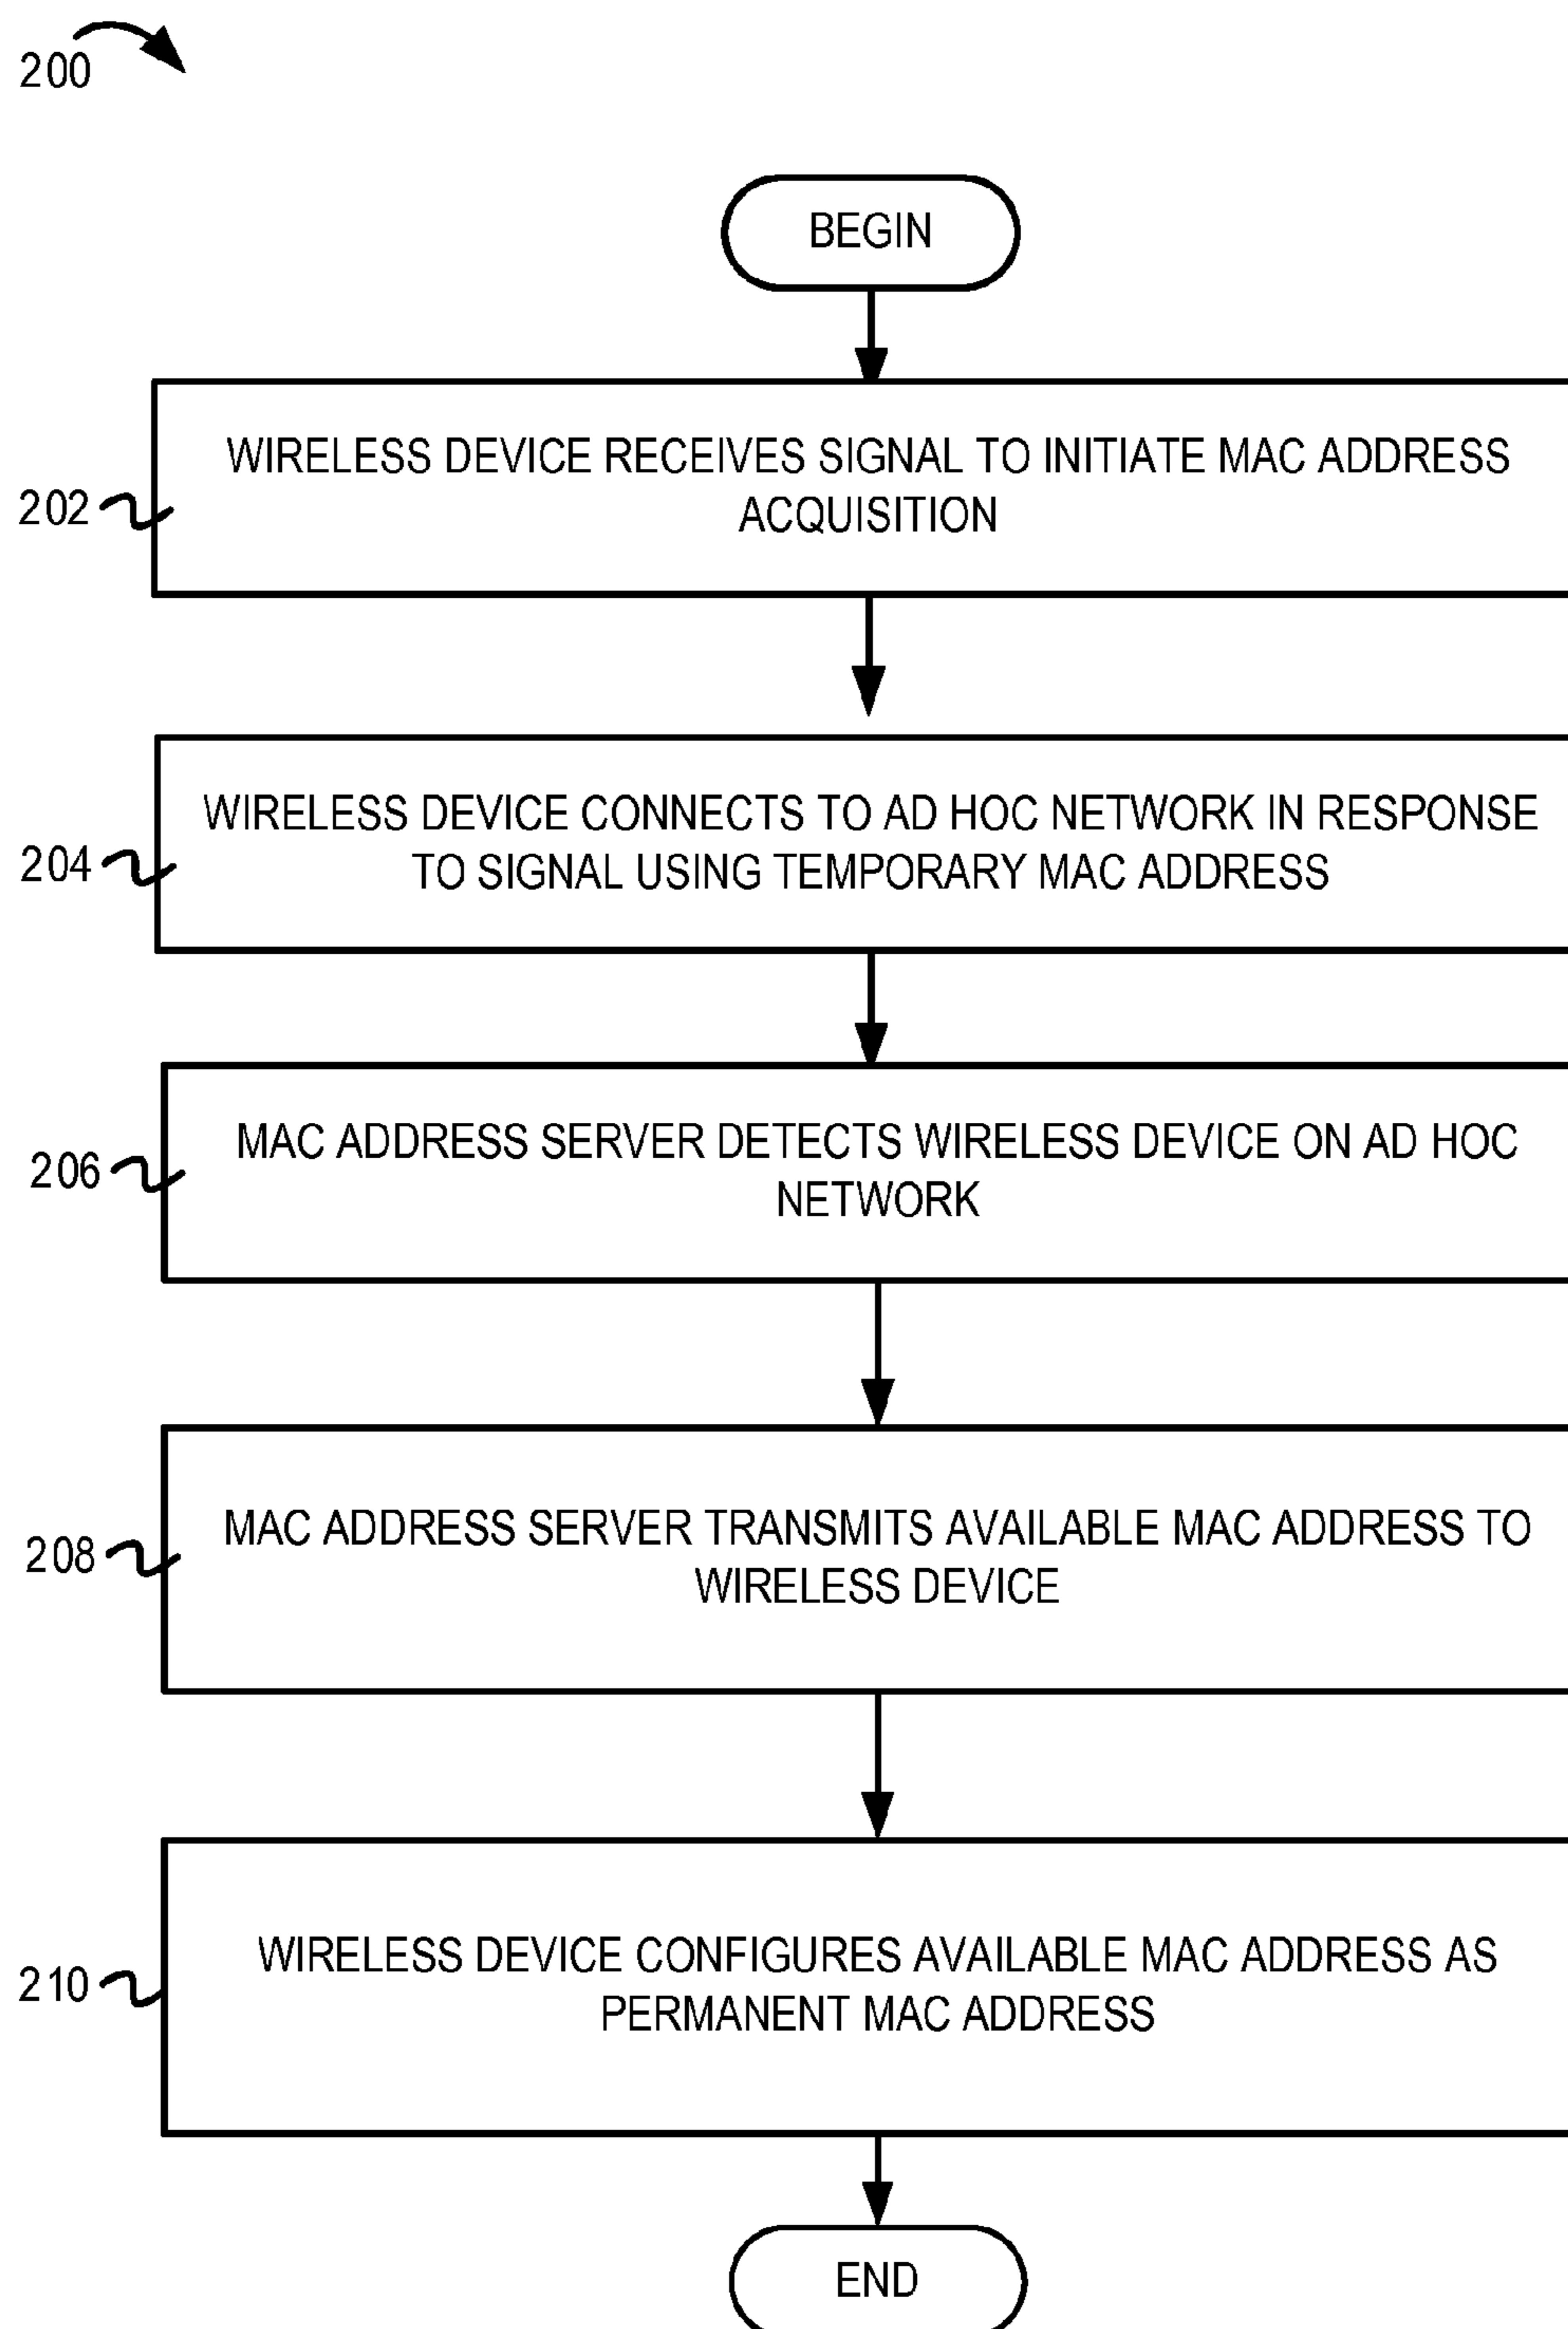 200
BEGIN
WIRELESS DEVICE RECEIVES SIGNAL TO INITIATE MAC ADDRESS
ACQUISITION
202
WIRELESS DEVICE CONNECTS TO AD HOC NETWORK IN RESPONSE
TO SIGNAL USING TEMPORARY MAC ADDRESS
204
MAC ADDRESS SERVER DETECTS WIRELESS DEVICE ON AD HOC
NETWORK
206
MAC ADDRESS SERVER TRANSMITS AVAILABLE MAC ADDRESS TO
WIRELESS DEVICE
208
WIRELESS DEVICE CONFIGURES AVAILABLE MAC ADDRESS AS
PERMANENT MAC ADDRESS
210
END